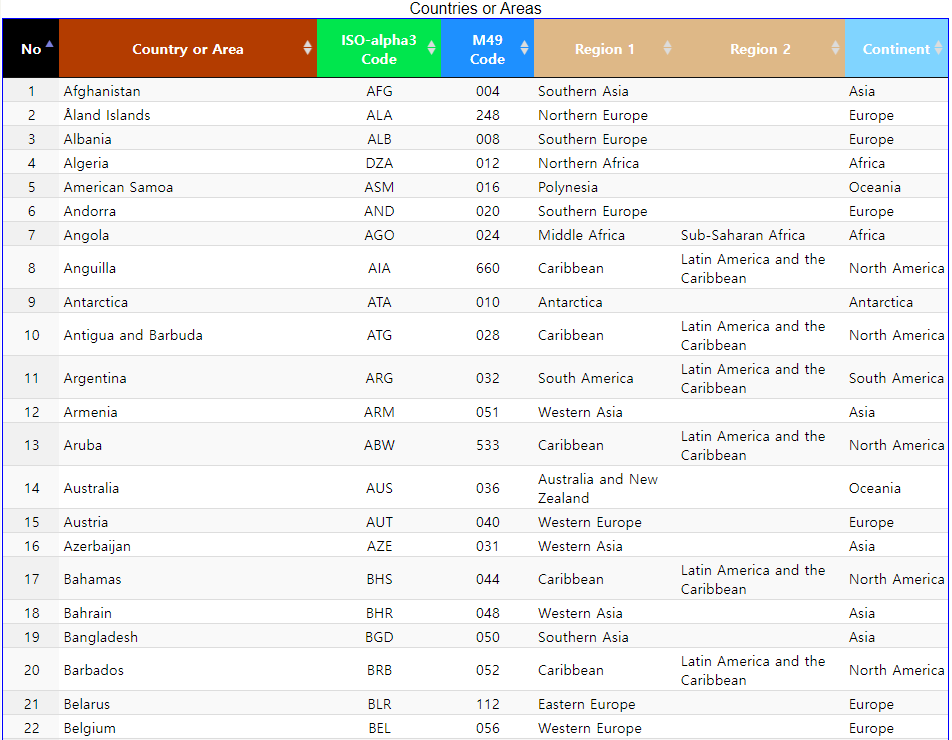 Countries or Areas
No Country or Area ISO-alpha3 Code M49 Code Region 1 Region 2 Continent
1 Afghanistan AFG 004 Southern Asia Asia
2 Åland Islands ALA 248 Northern Europe Europe
3 Albania ALB 008 Southern Europe Europe
4 Algeria DZA 012 Northern Africa Africa
5 American Samoa ASM 016 Polynesia Oceania
6 Andorra AND 020 Southern Europe Europe
7 Angola AGO 024 Middle Africa Sub-Saharan Africa Africa
8 Anguilla AIA 660 Caribbean Latin America and the Caribbean North America
9 Antarctica ATA 010 Antarctica Antarctica
10 Antigua and Barbuda ATG 028 Caribbean Latin America and the Caribbean North America
11 Argentina ARG 032 South America Latin America and the Caribbean South America
12 Armenia ARM 051 Western Asia Asia
13 Aruba ABW 533 Caribbean Latin America and the Caribbean North America
14 Australia AUS 036 Australia and New Zealand Oceania
15 Austria AUT 040 Western Europe Europe
16 Azerbaijan AZE 031 Western Asia Asia
17 Bahamas BHS 044 Caribbean Latin America and the Caribbean North America
18 Bahrain BHR 048 Western Asia Asia
19 Bangladesh BGD 050 Southern Asia Asia
20 Barbados BRB 052 Caribbean Latin America and the Caribbean North America
21 Belarus BLR 112 Eastern Europe Europe
22 Belgium BEL 056 Western Europe Europe